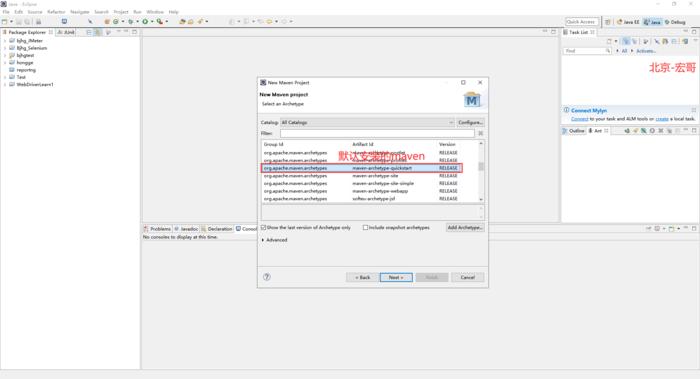 Java - Eclipse
File Edit Source Refactor Navigate Search Project Run Window Help
Quick Access
Java EE
Java
Debug
Package Explorer
JUnit
bjhg_JMeter
bjhg_Selenium
bjhgtest
hongge
reportng
Test
WebDriverLearn1
New Maven Project
New Maven project
Select an Archetype
Catalog:
All Catalogs
Configure...
Filter:
Group Id Artifact Id Version
org.apache.maven.archetypes RELEASE
org.apache.maven.archetypes RELEASE
默认安装的maven
org.apache.maven.archetypes maven-archetype-quickstart RELEASE
org.apache.maven.archetypes maven-archetype-site RELEASE
org.apache.maven.archetypes maven-archetype-site-simple RELEASE
org.apache.maven.archetypes maven-archetype-webapp RELEASE
org.apache.maven.archetypes softeu-archetype-jsf RELEASE
Show the last version of Archetype only
Include snapshot archetypes
Add Archetype...
Advanced
?
< Back
Next >
Finish
Cancel
Problems
Javadoc
Declaration
No consoles to display at this time.
Task List
Find
All
Activate...
北京-宏哥
Connect Mylyn
Connect to your task and ALM tools or create a local task.
Outline
Ant